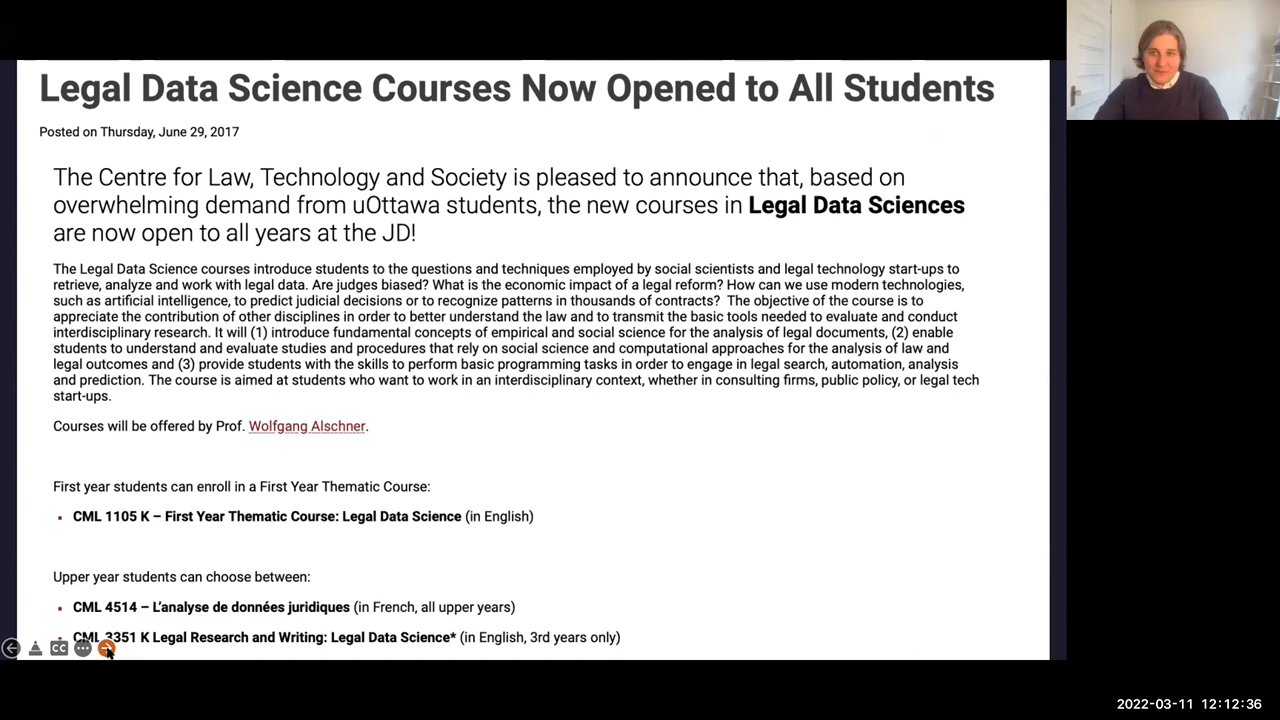 Legal Data Science Courses Now Opened to All Students
Posted on Thursday, June 29, 2017
The Centre for Law, Technology and Society is pleased to announce that, based on
overwhelming demand from uOttawa students, the new courses in Legal Data Sciences
are now open to all years at the JD!
The Legal Data Science courses introduce students to the questions and techniques employed by social scientists and legal technology start-ups to
retrieve, analyze and work with legal data. Are judges biased? What is the economic impact of a legal reform? How can we use modern technologies,
such as artificial intelligence, to predict judicial decisions or to recognize patterns in thousands of contracts?  The objective of the course is to
appreciate the contribution of other disciplines in order to better understand the law and to transmit the basic tools needed to evaluate and conduct
interdisciplinary research. It will (1) introduce fundamental concepts of empirical and social science for the analysis of legal documents, (2) enable
students to understand and evaluate studies and procedures that rely on social science and computational approaches for the analysis of law and
legal outcomes and (3) provide students with the skills to perform basic programming tasks in order to engage in legal search, automation, analysis
and prediction. The course is aimed at students who want to work in an interdisciplinary context, whether in consulting firms, public policy, or legal tech
start-ups.
Courses will be offered by Prof. Wolfgang Alschner.
First year students can enroll in a First Year Thematic Course:
▪ CML 1105 K – First Year Thematic Course: Legal Data Science (in English)
Upper year students can choose between:
▪ CML 4514 – L'analyse de données juridiques (in French, all upper years)
▪ CML 3351 K Legal Research and Writing: Legal Data Science* (in English, 3rd years only)
CC
2022-03-11 12:12:36